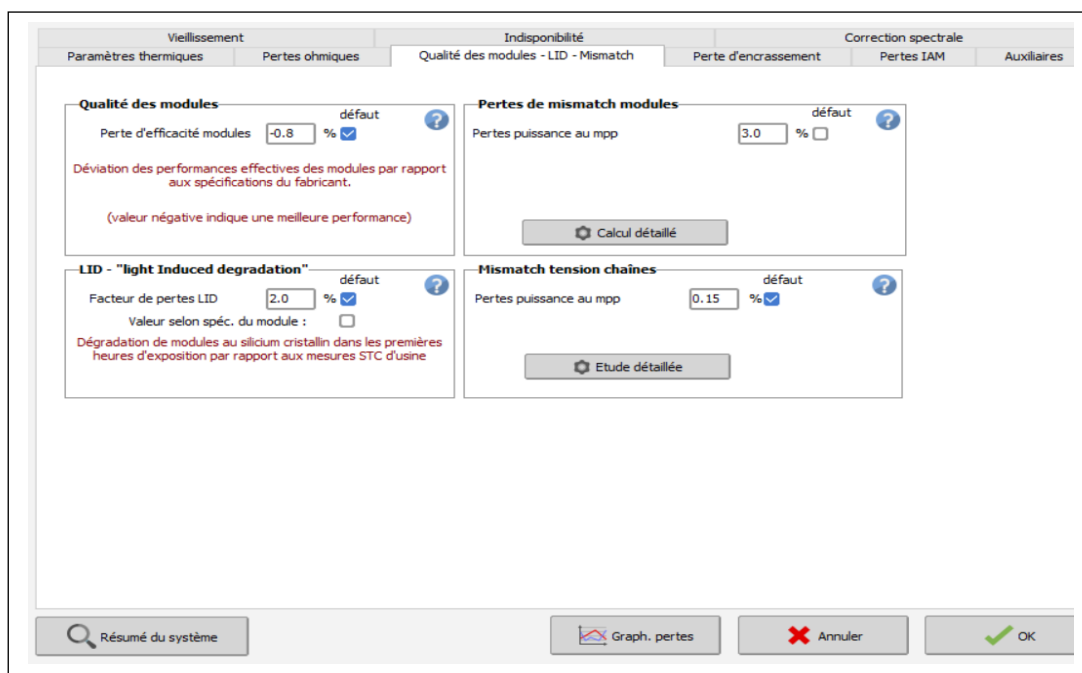 Vieillissement Indisponibilité Correction spectrale
Paramètres thermiques Pertes ohmiques Qualité des modules - LID - Mismatch Perte d'encrassement Pertes IAM Auxiliaires
Qualité des modules
défaut
Perte d'efficacité modules -0.8 %
Déviation des performances effectives des modules par rapport
aux spécifications du fabricant.
(valeur négative indique une meilleure performance)
Pertes de mismatch modules
défaut
Pertes puissance au mpp 3.0 %
Calcul détaillé
LID - "light Induced degradation"
défaut
Facteur de pertes LID 2.0 %
Valeur selon spéc. du module :
Dégradation de modules au silicium cristallin dans les premières
heures d'exposition par rapport aux mesures STC d'usine
Mismatch tension chaînes
défaut
Pertes puissance au mpp 0.15 %
Etude détaillée
Résumé du système Graph. pertes Annuler OK